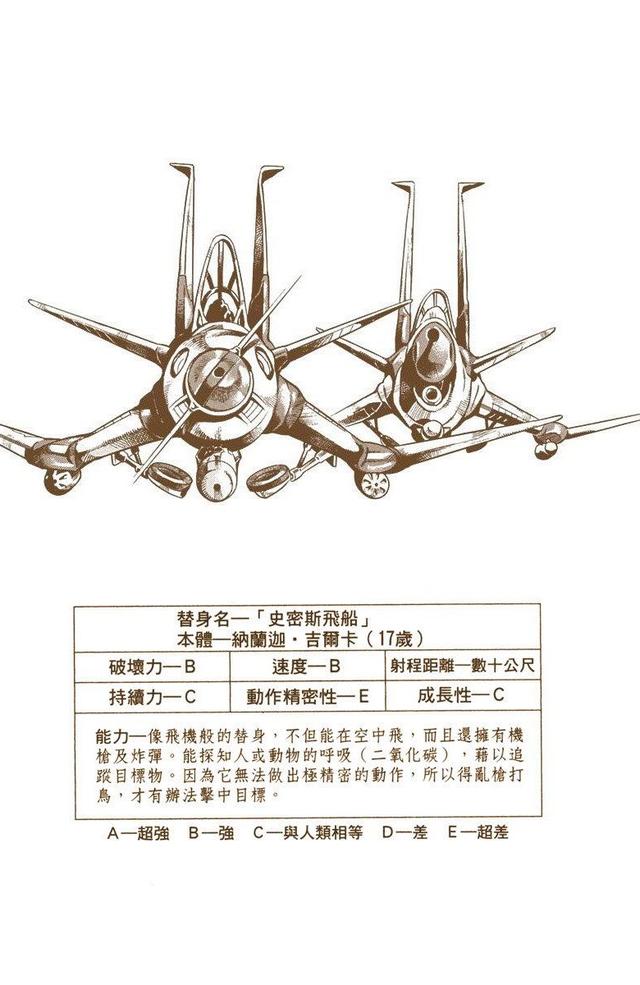 替身名—「史密斯飛船」
本體—納蘭迦・吉爾卡（17歲）
破壞力—B 速度—B 射程距離—數十公尺
持續力—C 動作精密性—E 成長性—C
能力—像飛機般的替身，不但能在空中飛，而且還擁有機
槍及炸彈。能探知人或動物的呼吸（二氧化碳），藉以追
蹤目標物。因為它無法做出極精密的動作，所以得亂槍打
鳥，才有辦法擊中目標。
A—超強 B—強 C—與人類相等 D—差 E—超差